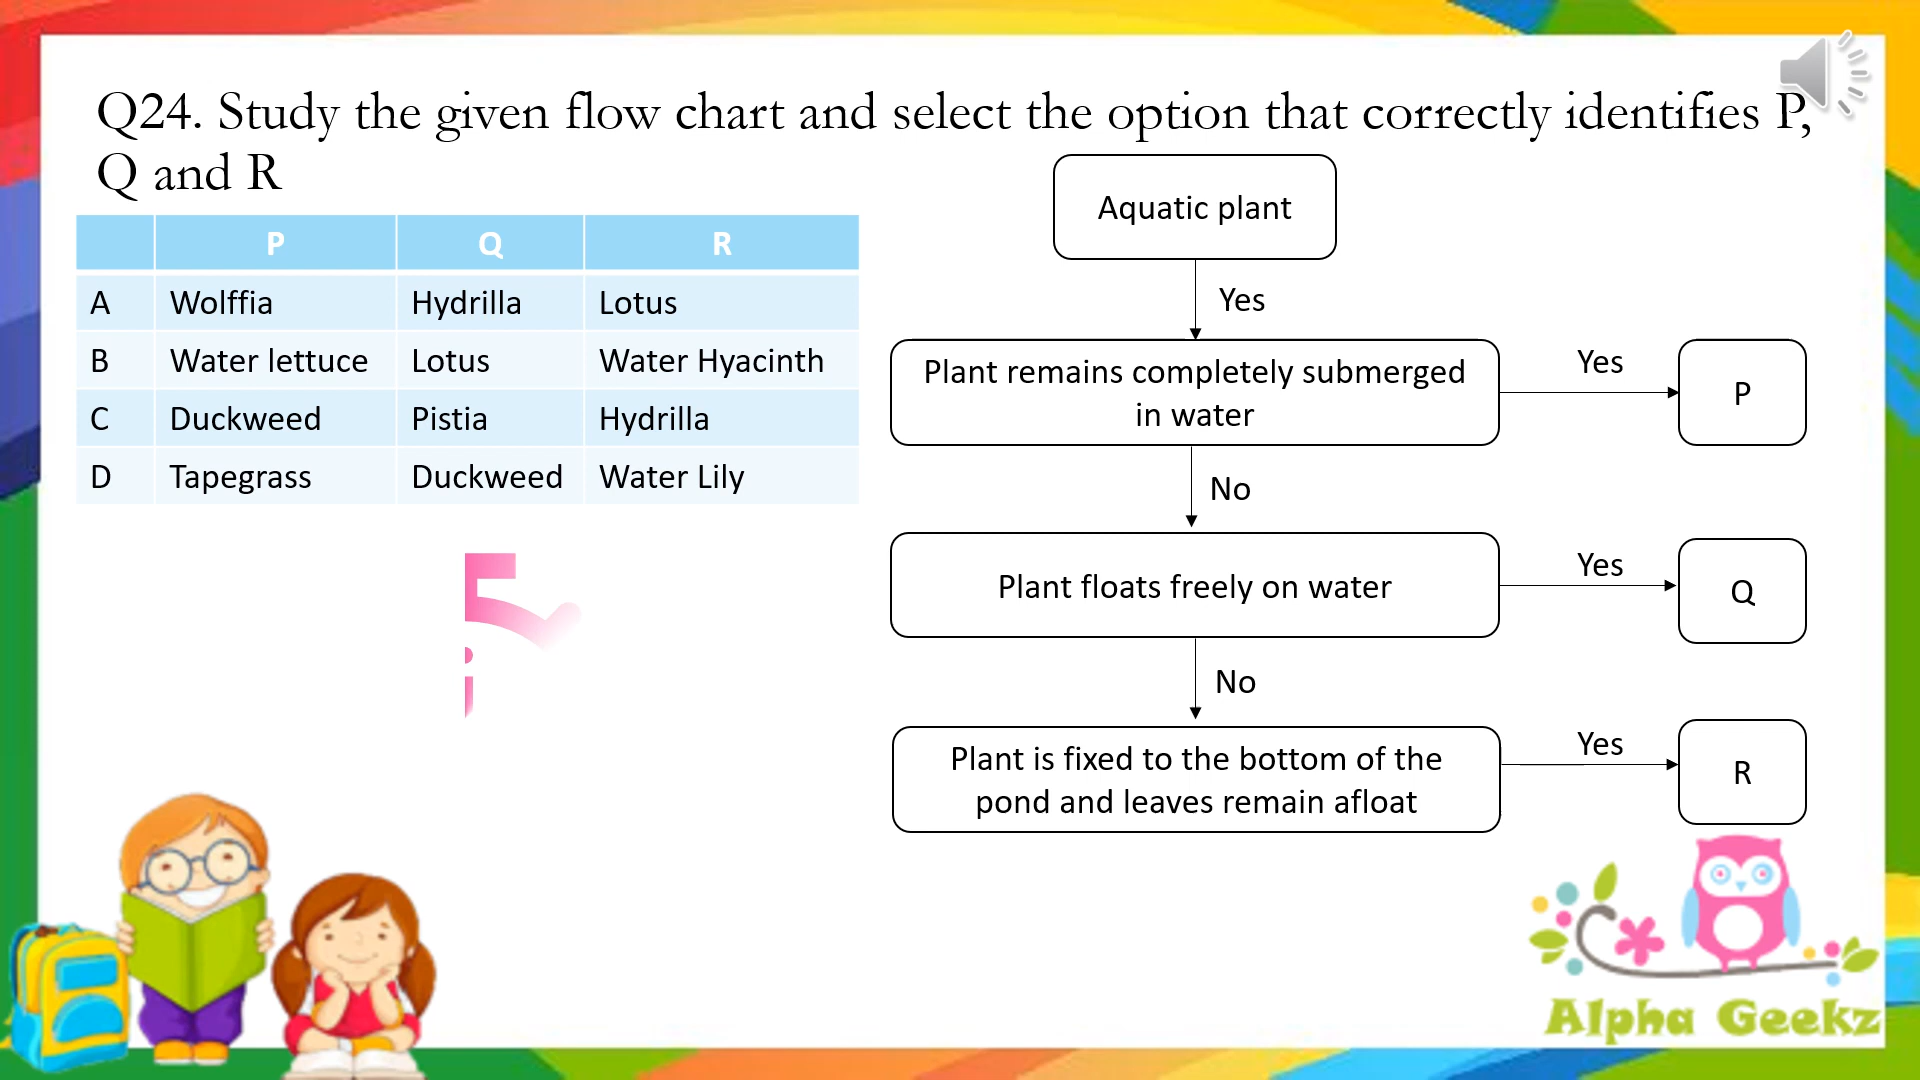 Q24. Study the given flow chart and select the option that correctly identifies P,
Q and R
P Q R
A Wolffia Hydrilla Lotus
B Water lettuce Lotus Water Hyacinth
C Duckweed Pistia Hydrilla
D Tapegrass Duckweed Water Lily
Aquatic plant
Yes
Plant remains completely submerged
in water
Yes
P
No
Plant floats freely on water
Yes
Q
No
Plant is fixed to the bottom of the
pond and leaves remain afloat
Yes
R
Alpha Geekz